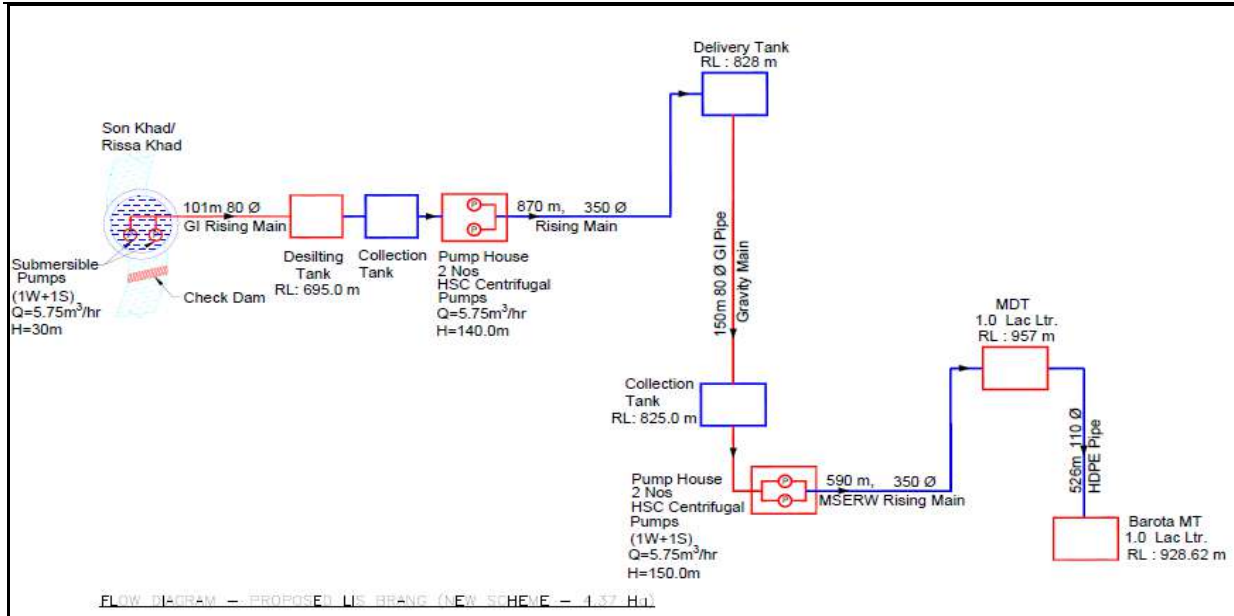 Delivery Tank
RL : 828 m
Son Khad/
Rissa Khad
101m 80 Ø
GI Rising Main
870 m, 350 Ø
Rising Main
Submersible
Pumps
(1W+1S)
Q=5.75m³/hr
H=30m
Check Dam
Desilting
Tank
RL: 695.0 m
Collection
Tank
P
P
Pump House
2 Nos
HSC Centrifugal
Pumps
Q=5.75m³/hr
H=140.0m
150m 80 Ø GI Pipe
Gravity Main
Collection
Tank
RL: 825.0 m
MDT
1.0 Lac Ltr.
RL : 957 m
P
P
Pump House
2 Nos
HSC Centrifugal
Pumps
(1W+1S)
Q=5.75m³/hr
H=150.0m
590 m, 350 Ø
MSERW Rising Main
526m 110 Ø
HDPE Pipe
Barota MT
1.0 Lac Ltr.
RL : 928.62 m
FLOW DIAGRAM – PROPOSED LIS BRANG (NEW SCHEME – 4.37 Ha)